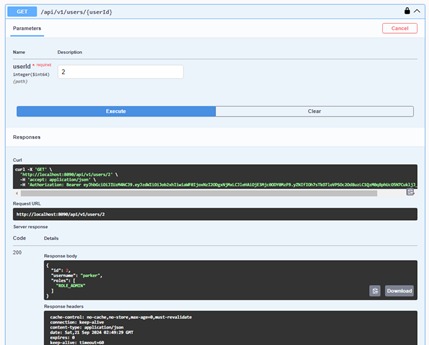 GET /api/v1/users/{userId}
Parameters
Cancel
Name Description
userId * required
integer($int64)
(path)
2
Execute Clear
Responses
Curl
curl -X 'GET' \
'http://localhost:8090/api/v1/users/2' \
-H 'accept: application/json' \
-H 'Authorization: Bearer
Request URL
http://localhost:8090/api/v1/users/2
Server response
Code Details
200
Response body
{
"id": 2,
"username": "parker",
"roles": [
"ROLE_ADMIN"
]
}
Download
Response headers
cache-control: no-cache,no-store,max-age=0,must-revalidate
connection: keep-alive
content-type: application/json
date: Sat,21 Sep 2024 02:49:29 GMT
expires: 0
keep-alive: timeout=60